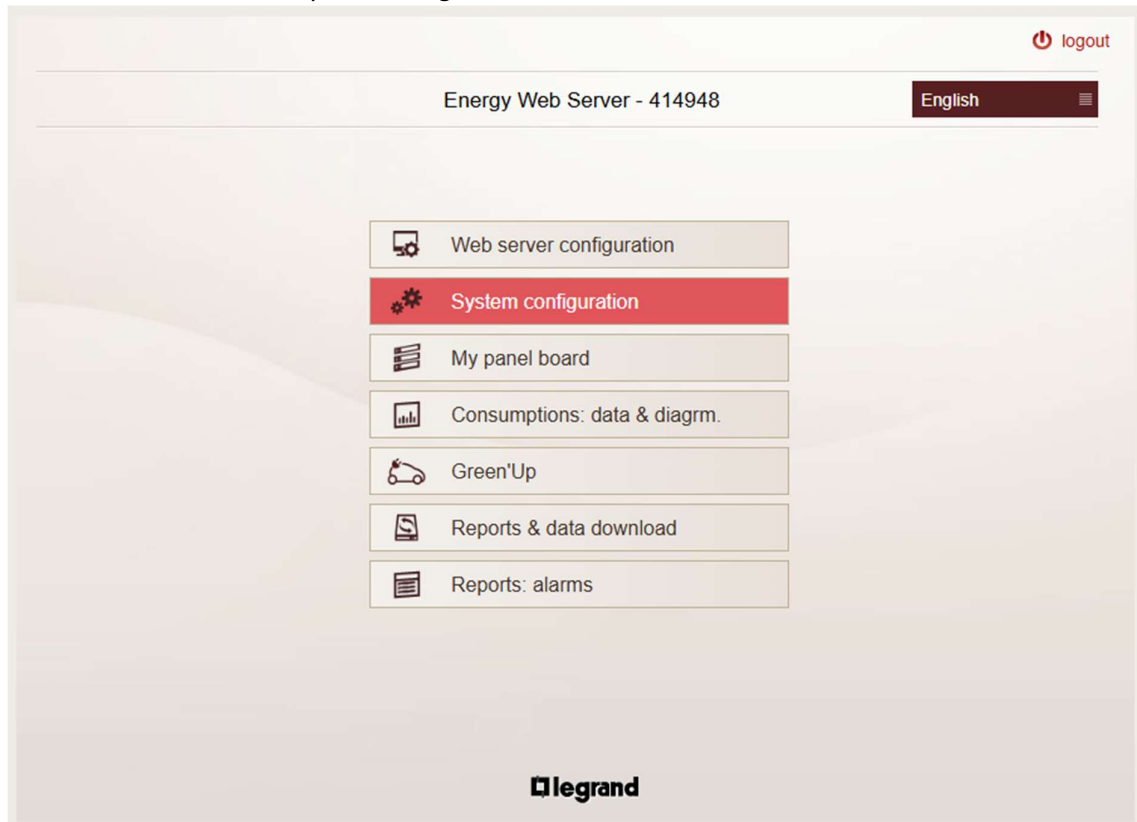 logout
Energy Web Server - 414948
English
Web server configuration
System configuration
My panel board
Consumptions: data & diagrm.
Green'Up
Reports & data download
Reports: alarms
legrand